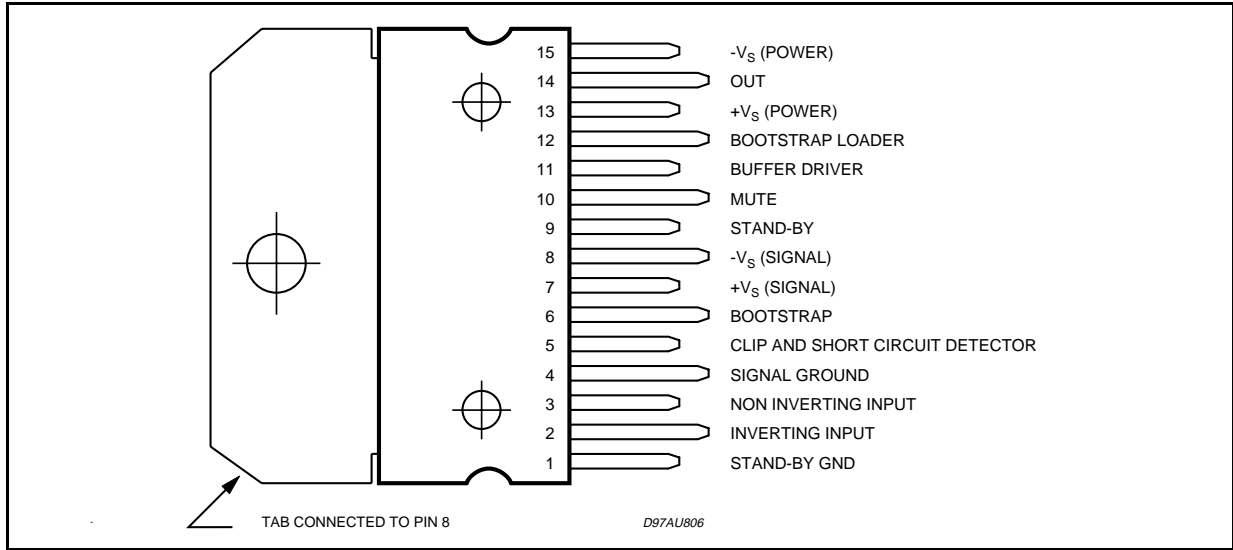 15 -VS (POWER)
14 OUT
13 +VS (POWER)
12 BOOTSTRAP LOADER
11 BUFFER DRIVER
10 MUTE
9 STAND-BY
8 -VS (SIGNAL)
7 +VS (SIGNAL)
6 BOOTSTRAP
5 CLIP AND SHORT CIRCUIT DETECTOR
4 SIGNAL GROUND
3 NON INVERTING INPUT
2 INVERTING INPUT
1 STAND-BY GND
TAB CONNECTED TO PIN 8
D97AU806